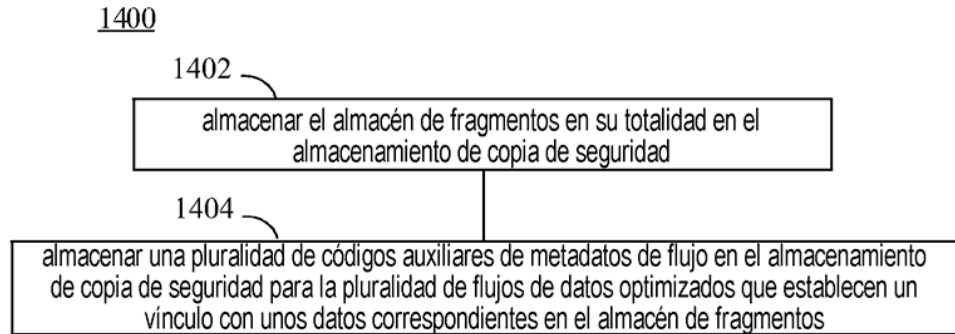 1400
1402
almacenar el almacén de fragmentos en su totalidad en el
almacenamiento de copia de seguridad
1404
almacenar una pluralidad de códigos auxiliares de metadatos de flujo en el almacenamiento
de copia de seguridad para la pluralidad de flujos de datos optimizados que establecen un
vínculo con unos datos correspondientes en el almacén de fragmentos